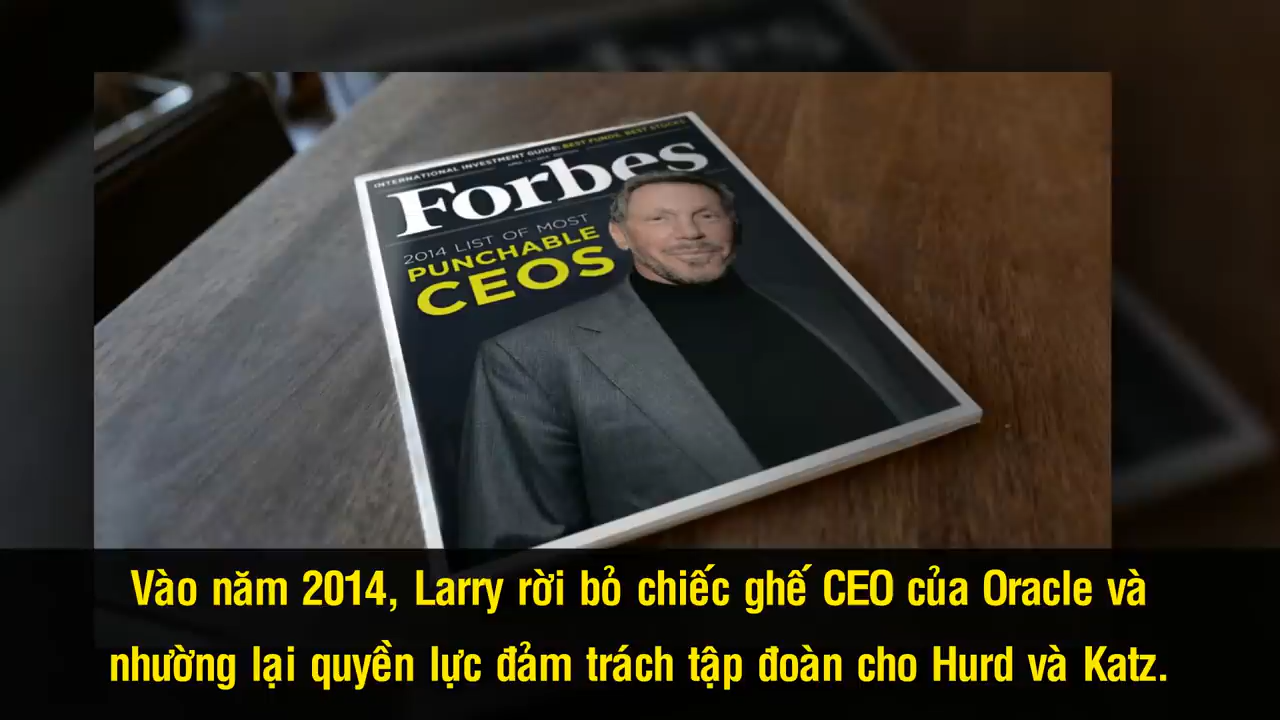 INTERNATIONAL INVESTMENT GUIDE: BEST FUNDS, BEST STOCKS
Forbes
2014 LIST OF MOST
PUNCHABLE
CEOS
Vào năm 2014, Larry rời bỏ chiếc ghế CEO của Oracle và
nhường lại quyền lực đảm trách tập đoàn cho Hurd và Katz.